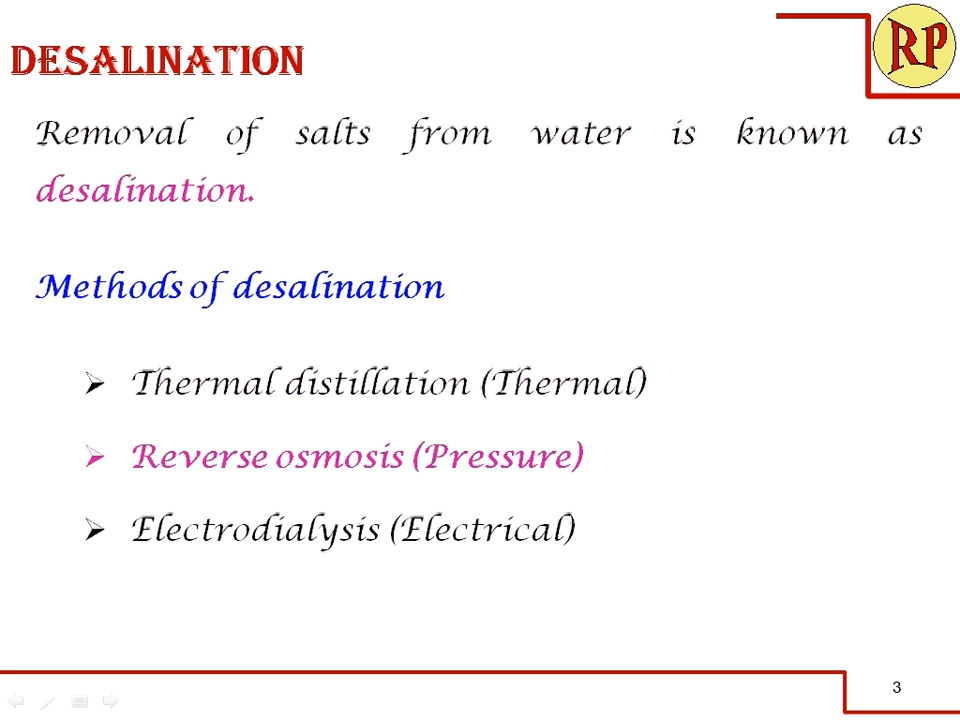 DESALINATION
RP
Removal of salts from water is known as
desalination.
Methods of desalination
Thermal distillation (Thermal)
Reverse osmosis (Pressure)
Electrodialysis (Electrical)
3